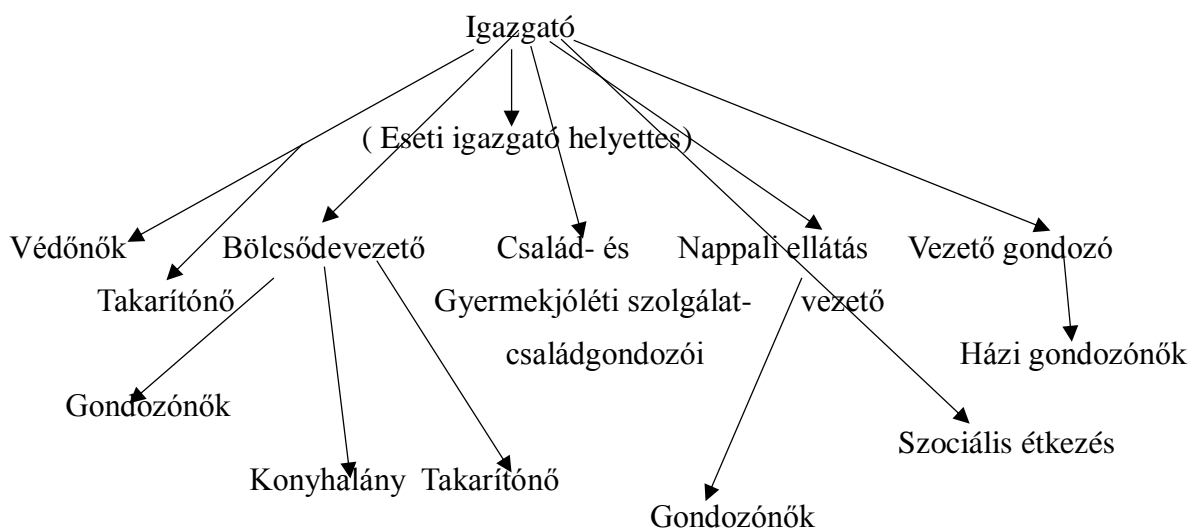 Igazgató
( Eseti igazgató helyettes)
Védőnők Bölcsődevezető Család- és Nappali ellátás Vezető gondozó
Takarítónő Gyermekjóléti szolgálat- vezető
családgondozói Házi gondozónők
Gondozónők
Szociális étkezés
Konyhalány Takarítónő
Gondozónők